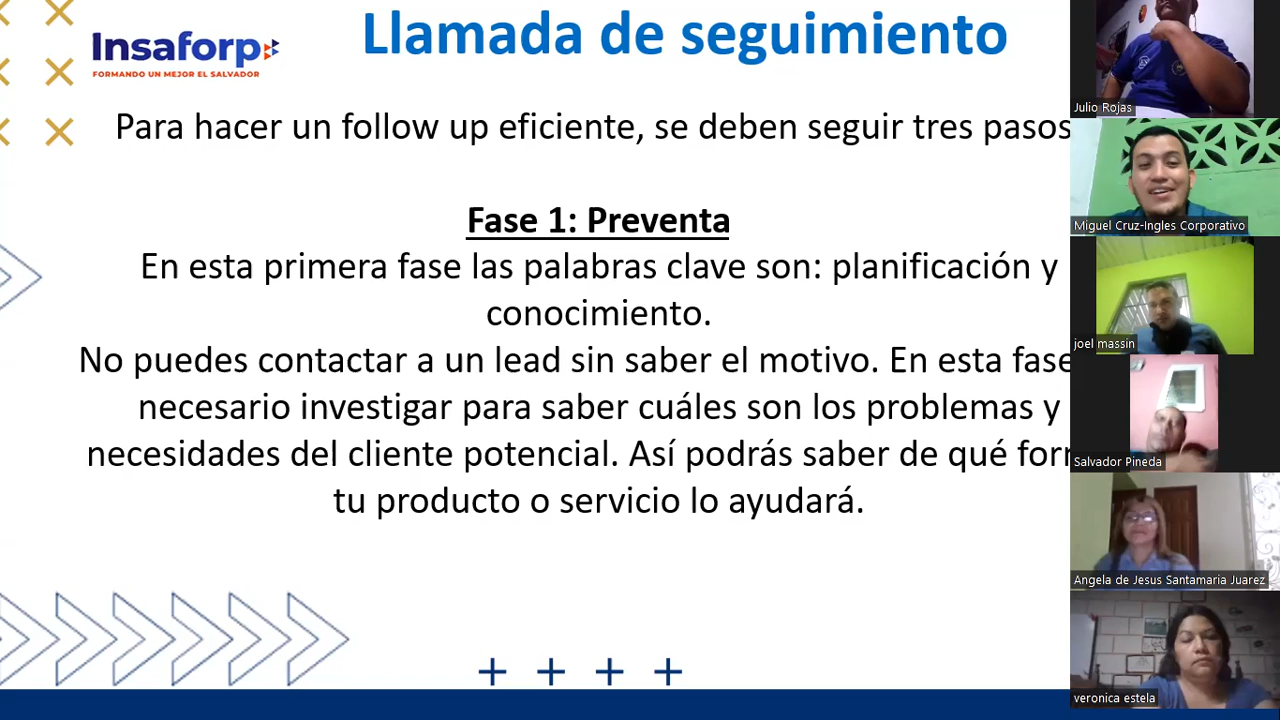 Insaforp
FORMANDO UN MEJOR EL SALVADOR
Llamada de seguimiento
Para hacer un follow up eficiente, se deben seguir tres pasos
Fase 1: Preventa
En esta primera fase las palabras clave son: planificación y
conocimiento.
No puedes contactar a un lead sin saber el motivo. En esta fase
necesario investigar para saber cuáles son los problemas y
necesidades del cliente potencial. Así podrás saber de qué
tu producto o servicio lo ayudará.
Julio Rojas
Miguel Cruz-Ingles Corporativo
joel massin
Salvador Pineda
Angela de Jesus Santamaria Juarez
veronica estela